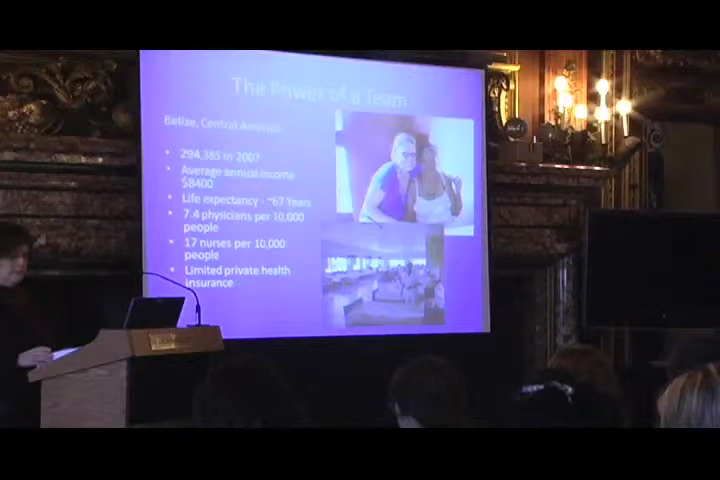 The Power of a Team
Belize, Central America
• 294,385 in 2007
• Average annual income
$8400
• Life expectancy - ~67 Years
• 7.4 physicians per 10,000
people
• 17 nurses per 10,000
people
• Limited private health
insurance